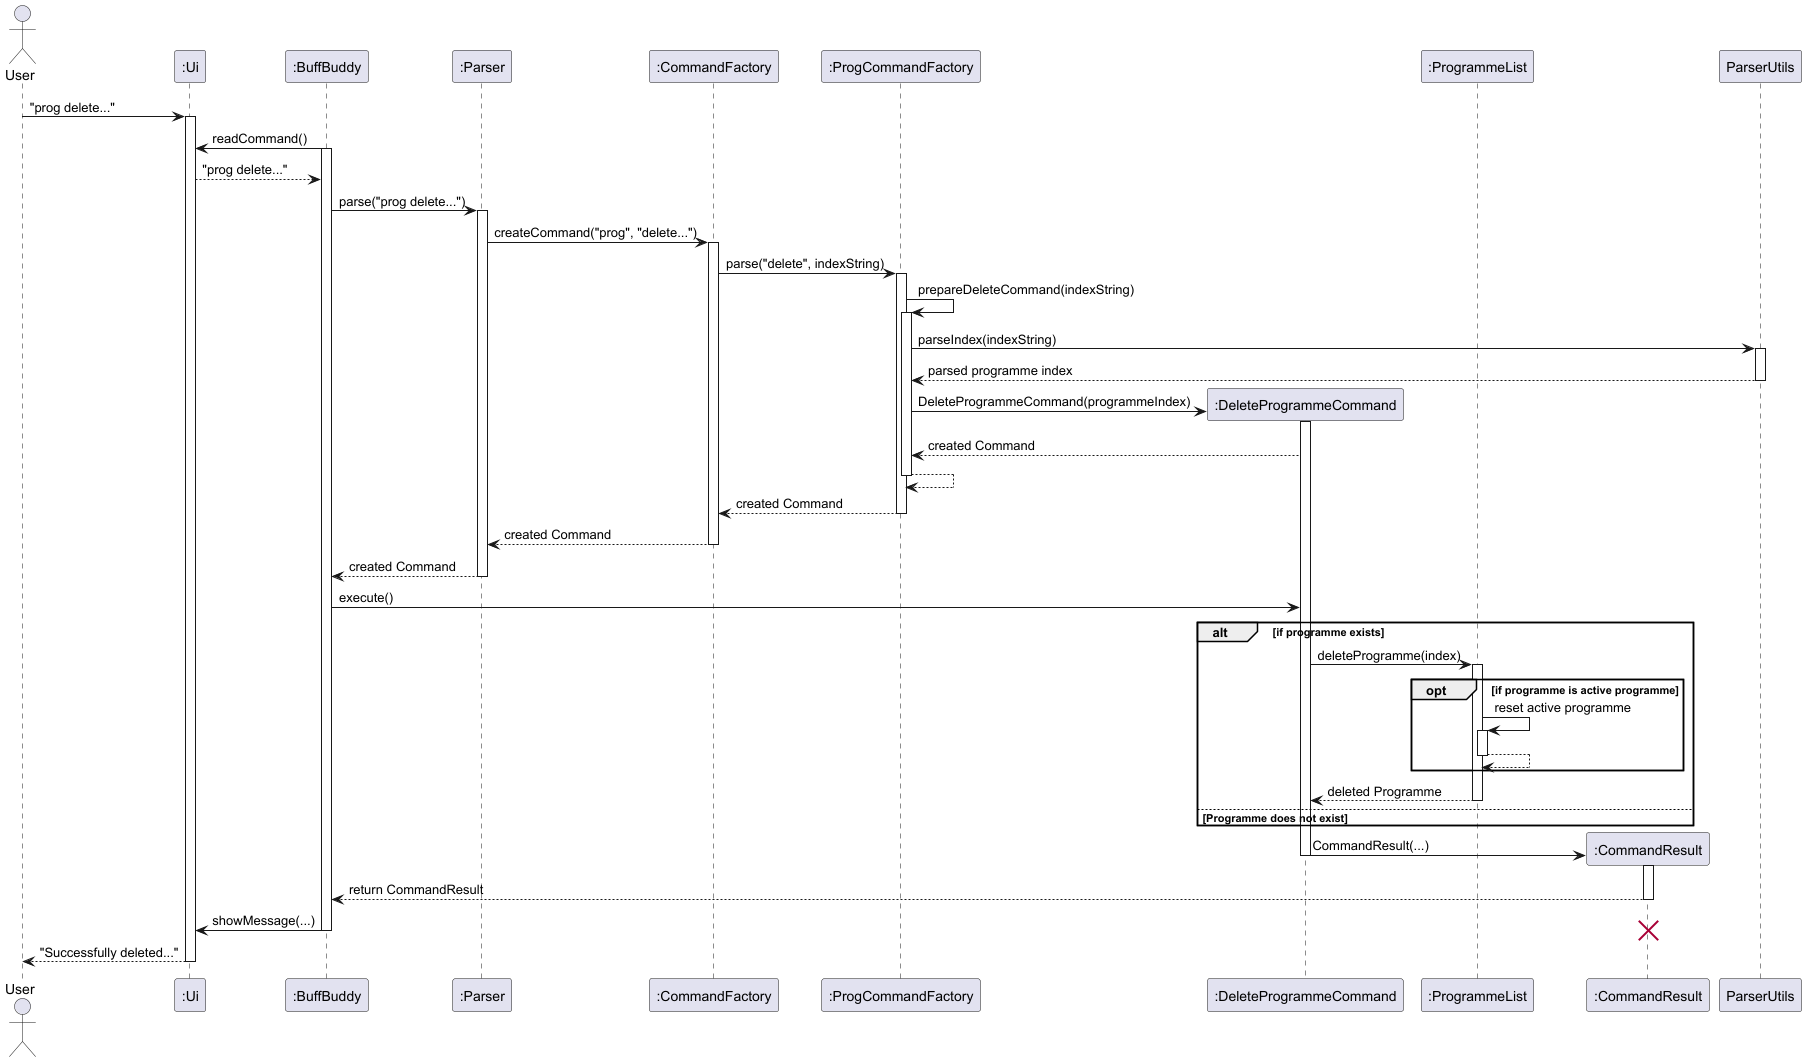 User
:Ui
:BuffBuddy
:Parser
:CommandFactory
:ProgCommandFactory
:ProgrammeList
ParserUtils
"prog delete..."
readCommand()
"prog delete..."
parse("prog delete...")
createCommand("prog", "delete...")
parse("delete", indexString)
prepareDeleteCommand(indexString)
parseIndex(indexString)
parsed programme index
DeleteProgrammeCommand(programmeIndex)
:DeleteProgrammeCommand
created Command
created Command
created Command
created Command
execute()
alt
[if programme exists]
deleteProgramme(index)
opt
[if programme is active programme]
reset active programme
deleted Programme
[Programme does not exist]
CommandResult(...)
:CommandResult
return CommandResult
showMessage(...)
"Successfully deleted..."
User
:Ui
:BuffBuddy
:Parser
:CommandFactory
:ProgCommandFactory
:DeleteProgrammeCommand
:ProgrammeList
:CommandResult
ParserUtils